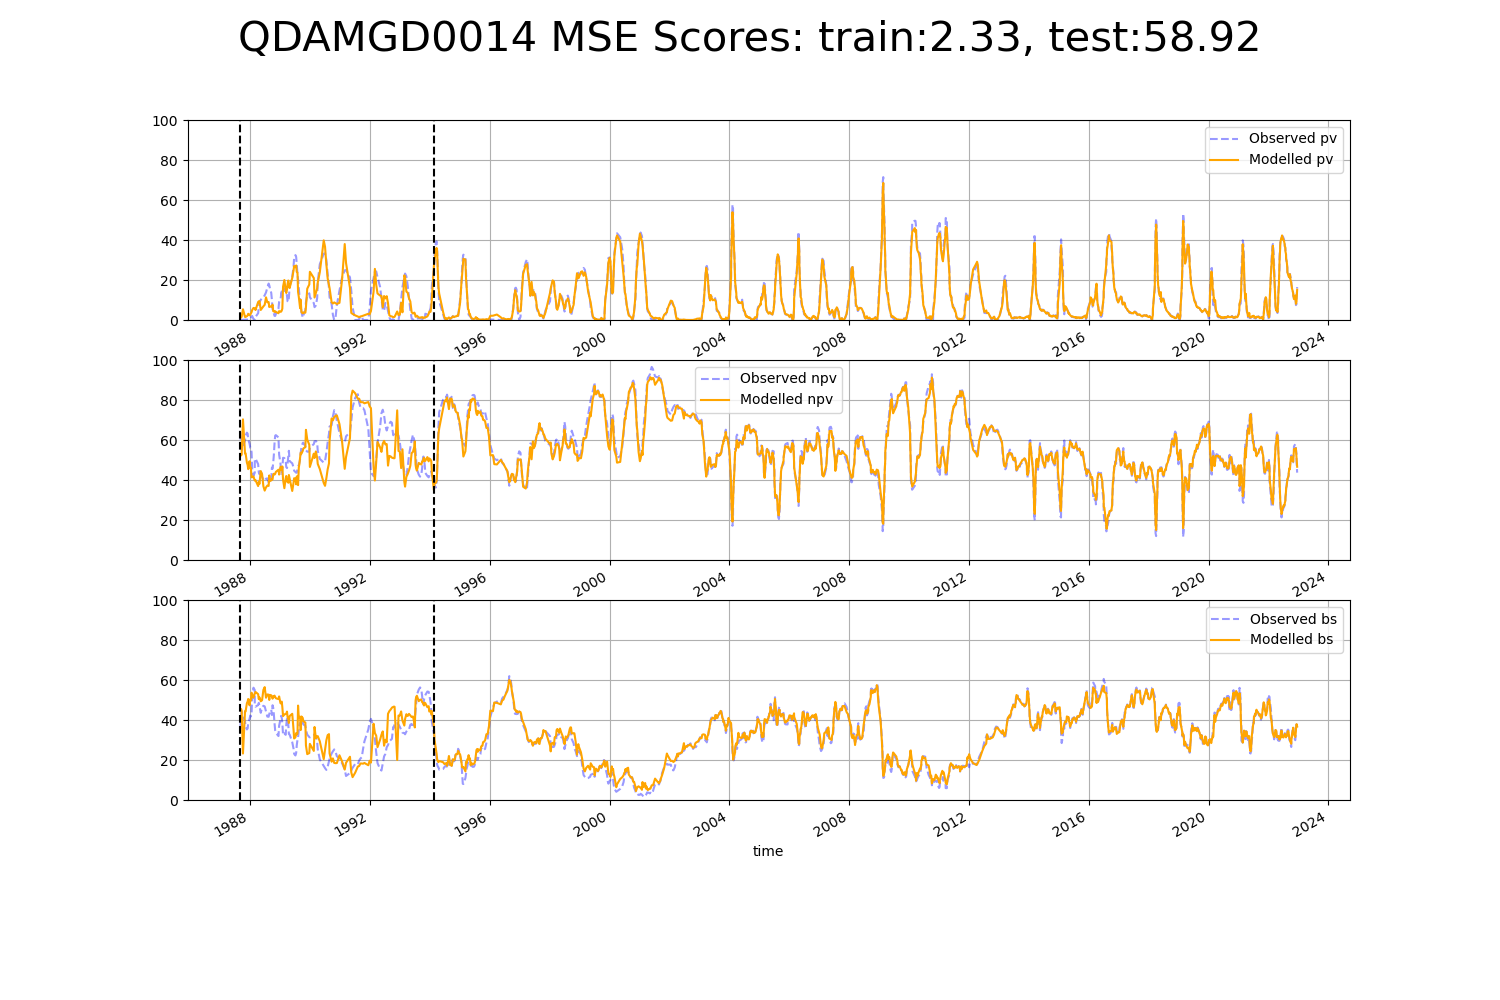 QDAMGD0014 MSE Scores: train:2.33, test:58.92
100
80
60
40
20
0
Observed pv
Modelled pv
1988 1992 1996 2000 2004 2008 2012 2016 2020 2024
100
80
60
40
20
0
Observed npv
Modelled npv
1988 1992 1996 2000 2004 2008 2012 2016 2020 2024
100
80
60
40
20
0
Observed bs
Modelled bs
1988 1992 1996 2000 2004 2008 2012 2016 2020 2024
time